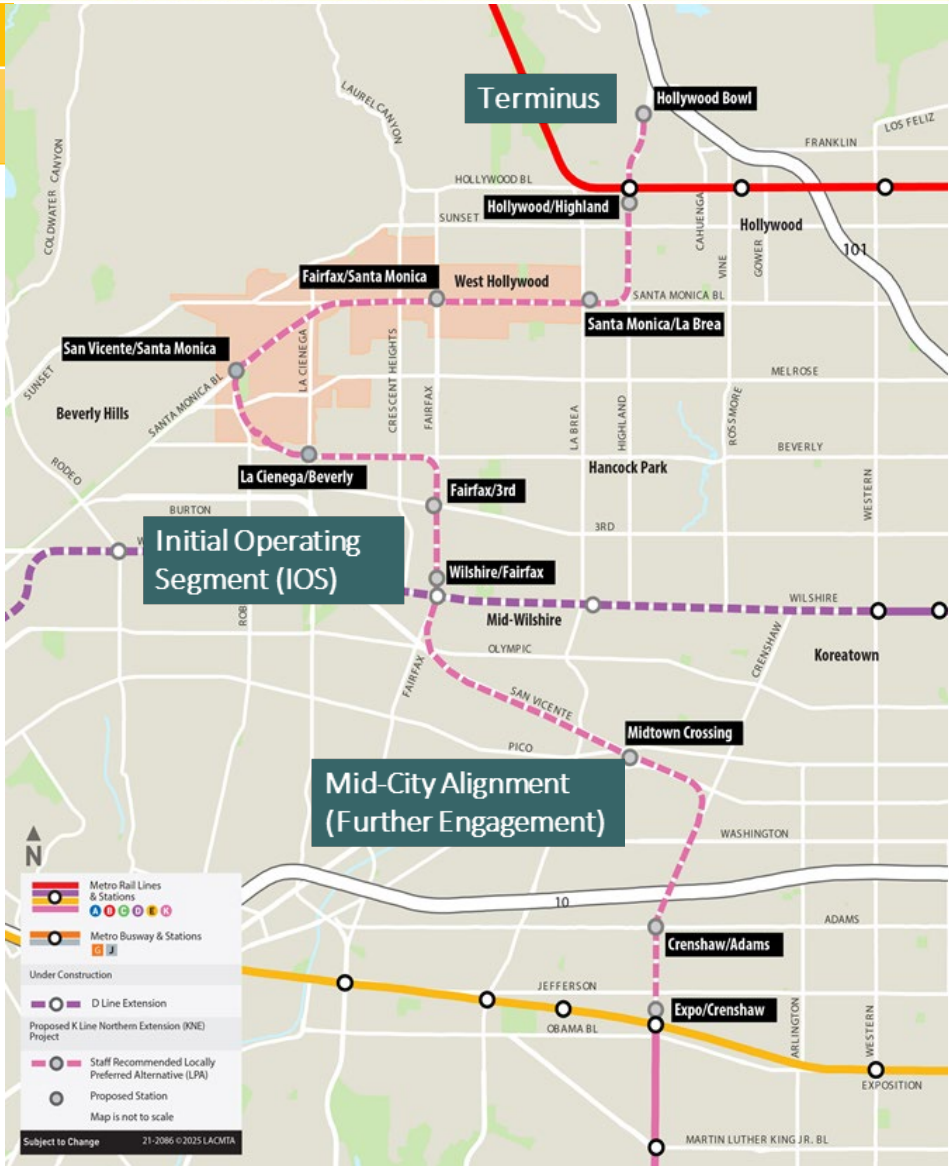 Terminus
Hollywood Bowl
LAUREL CANYON
LOS FELIZ
FRANKLIN
COLDWATER CANYON
HOLLYWOOD BL
Hollywood/Highland
SUNSET
CAHUENGA
Hollywood
VINE
GOWER
101
Fairfax/Santa Monica
West Hollywood
SANTA MONICA BL
Santa Monica/La Brea
San Vicente/Santa Monica
LA CIENEGA
CRESCENT HEIGHTS
FAIRFAX
MELROSE
SUNSET
SANTA MONICA BL
Beverly Hills
LA BREA
HIGHLAND
ROSSMORE
BEVERLY
RODEO
La Cienega/Beverly
Hancock Park
WESTERN
Fairfax/3rd
BURTON
3RD
W
Initial Operating
Segment (IOS)
Wilshire/Fairfax
WILSHIRE
ROB
Mid-Wilshire
OLYMPIC
CRENSHAW
Koreatown
FAIRFAX
SAN VICENTE
Midtown Crossing
PICO
Mid-City Alignment
(Further Engagement)
WASHINGTON
N
10
ADAMS
Crenshaw/Adams
JEFFERSON
Expo/Crenshaw
OBAMA BL
ARLINGTON
WESTERN
EXPOSITION
MARTIN LUTHER KING JR. BL
Metro Rail Lines
& Stations
A B C D E K
Metro Busway & Stations
G J
Under Construction
D Line Extension
Proposed K Line Northern Extension (KNE)
Project
Staff Recommended Locally
Preferred Alternative (LPA)
Proposed Station
Map is not to scale
Subject to Change 21-2086 ©2025 LACMTA